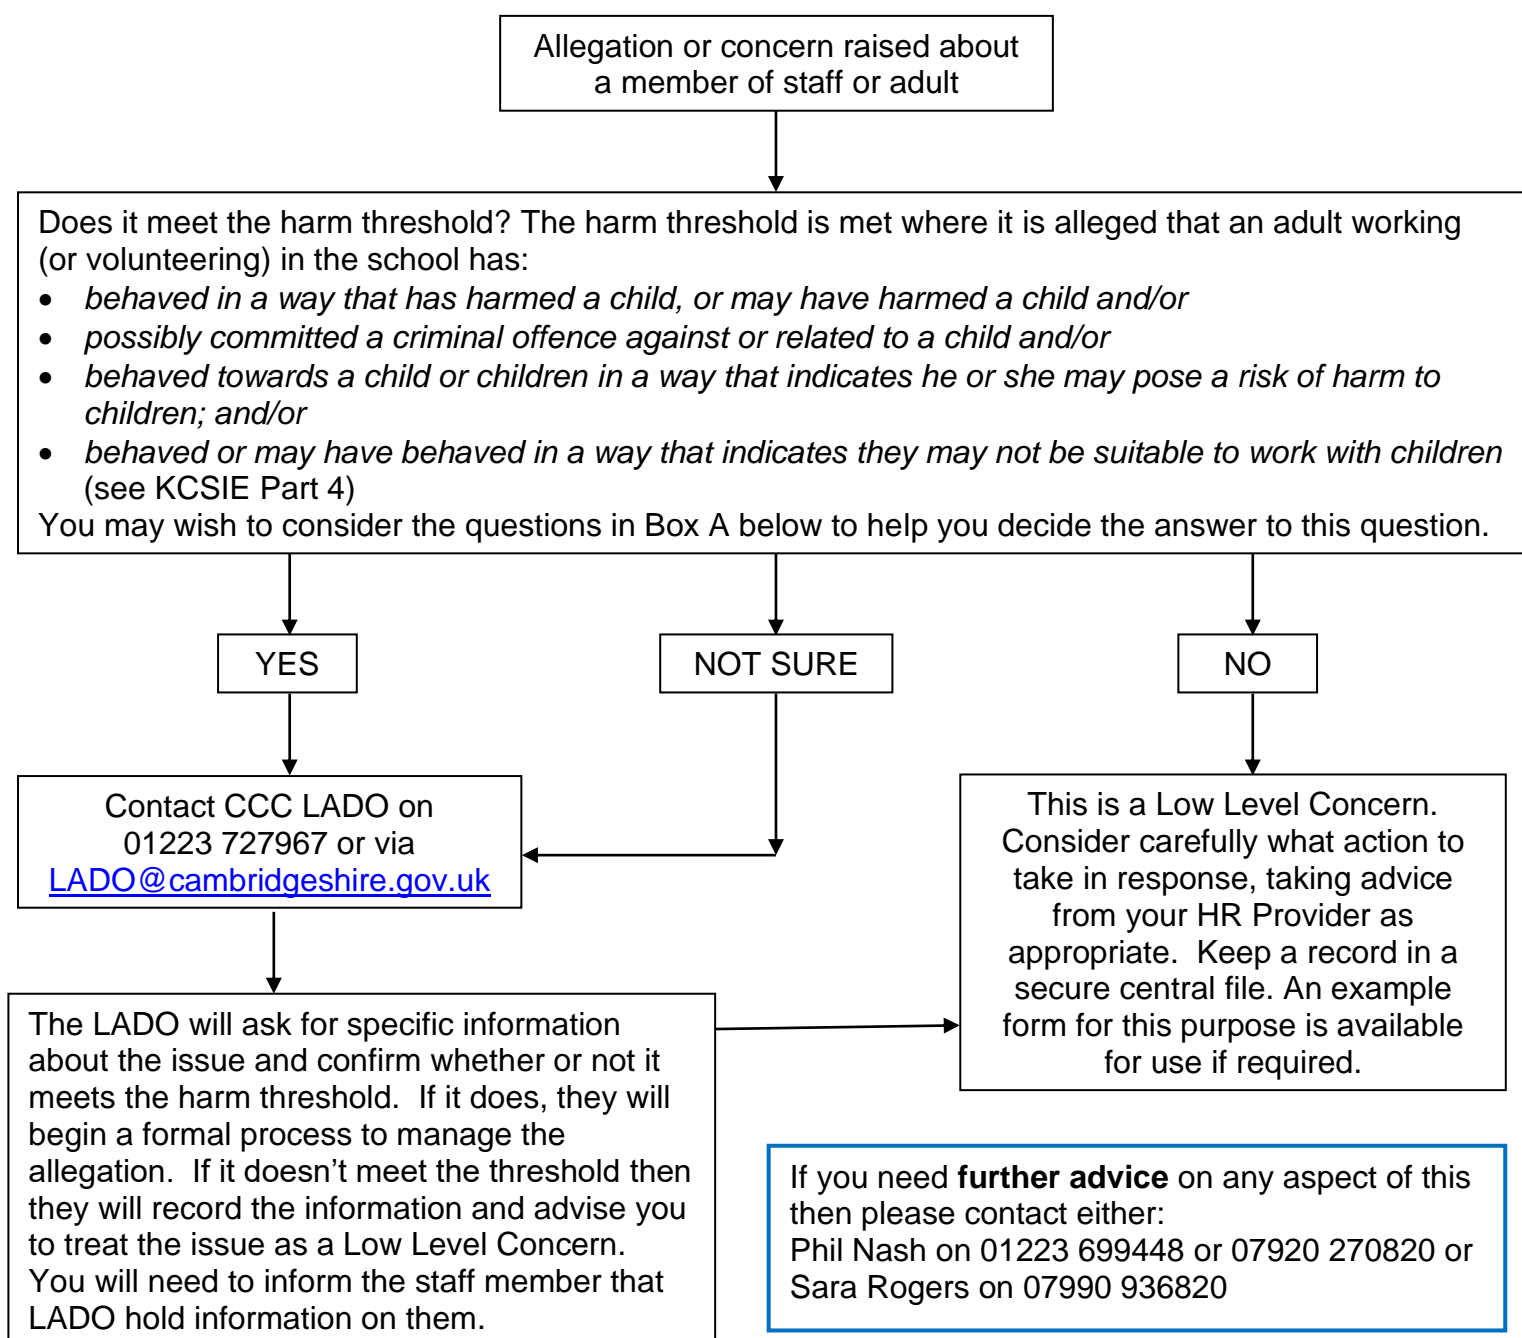 Allegation or concern raised about
a member of staff or adult
Does it meet the harm threshold? The harm threshold is met where it is alleged that an adult working
(or volunteering) in the school has:
• behaved in a way that has harmed a child, or may have harmed a child and/or
• possibly committed a criminal offence against or related to a child and/or
• behaved towards a child or children in a way that indicates he or she may pose a risk of harm to
children; and/or
• behaved or may have behaved in a way that indicates they may not be suitable to work with children
(see KCSIE Part 4)
You may wish to consider the questions in Box A below to help you decide the answer to this question.
YES
NOT SURE
NO
Contact CCC LADO on
01223 727967 or via
LADO@cambridgeshire.gov.uk
This is a Low Level Concern.
Consider carefully what action to
take in response, taking advice
from your HR Provider as
appropriate. Keep a record in a
secure central file. An example
form for this purpose is available
for use if required.
The LADO will ask for specific information
about the issue and confirm whether or not it
meets the harm threshold. If it does, they will
begin a formal process to manage the
allegation. If it doesn't meet the threshold then
they will record the information and advise you
to treat the issue as a Low Level Concern.
You will need to inform the staff member that
LADO hold information on them.
If you need further advice on any aspect of this
then please contact either:
Phil Nash on 01223 699448 or 07920 270820 or
Sara Rogers on 07990 936820